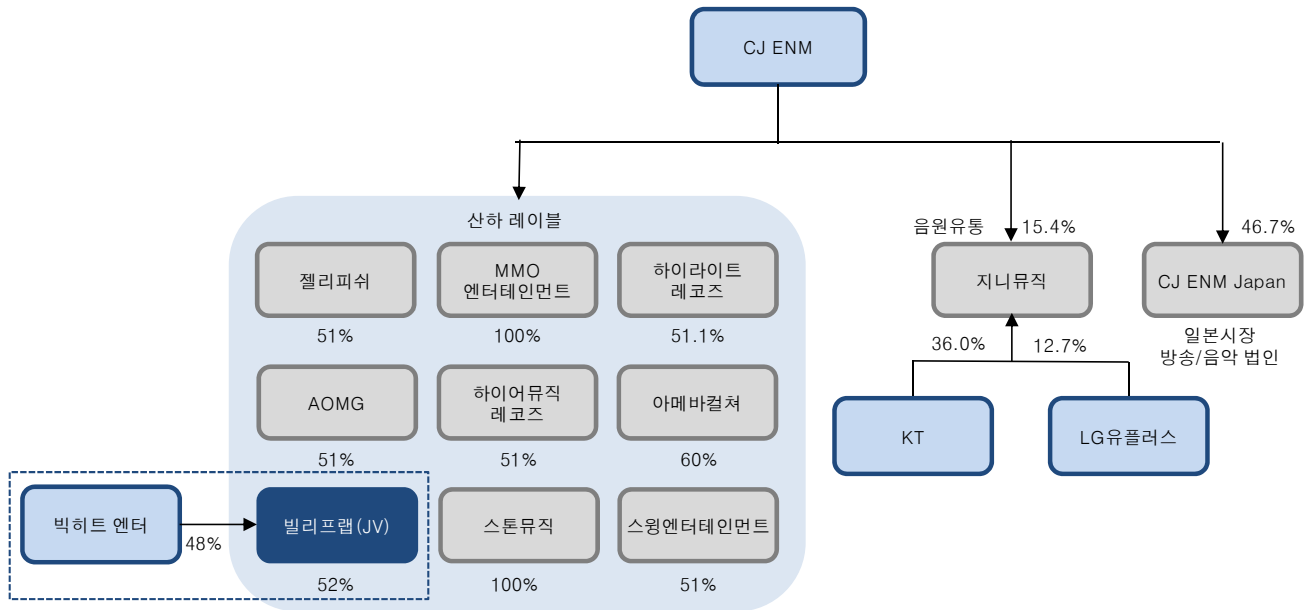 CJ ENM
산하 레이블
젤리피쉬
51%
MMO
엔터테인먼트
100%
하이라이트
레코즈
51.1%
AOMG
51%
하이어뮤직
레코즈
51%
아메바컬쳐
60%
빅히트 엔터
48%
빌리프랩(JV)
52%
스톤뮤직
100%
스윙엔터테인먼트
51%
음원유통
15.4%
지니뮤직
36.0%
12.7%
KT
LG유플러스
46.7%
CJ ENM Japan
일본시장
방송/음악 법인